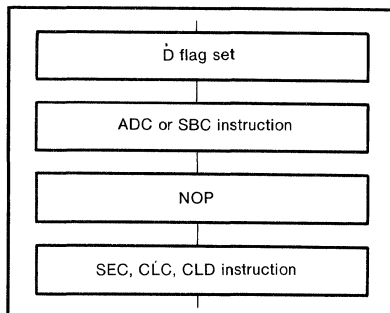 D flag set
ADC or SBC instruction
NOP
SEC, CLC, CLD instruction